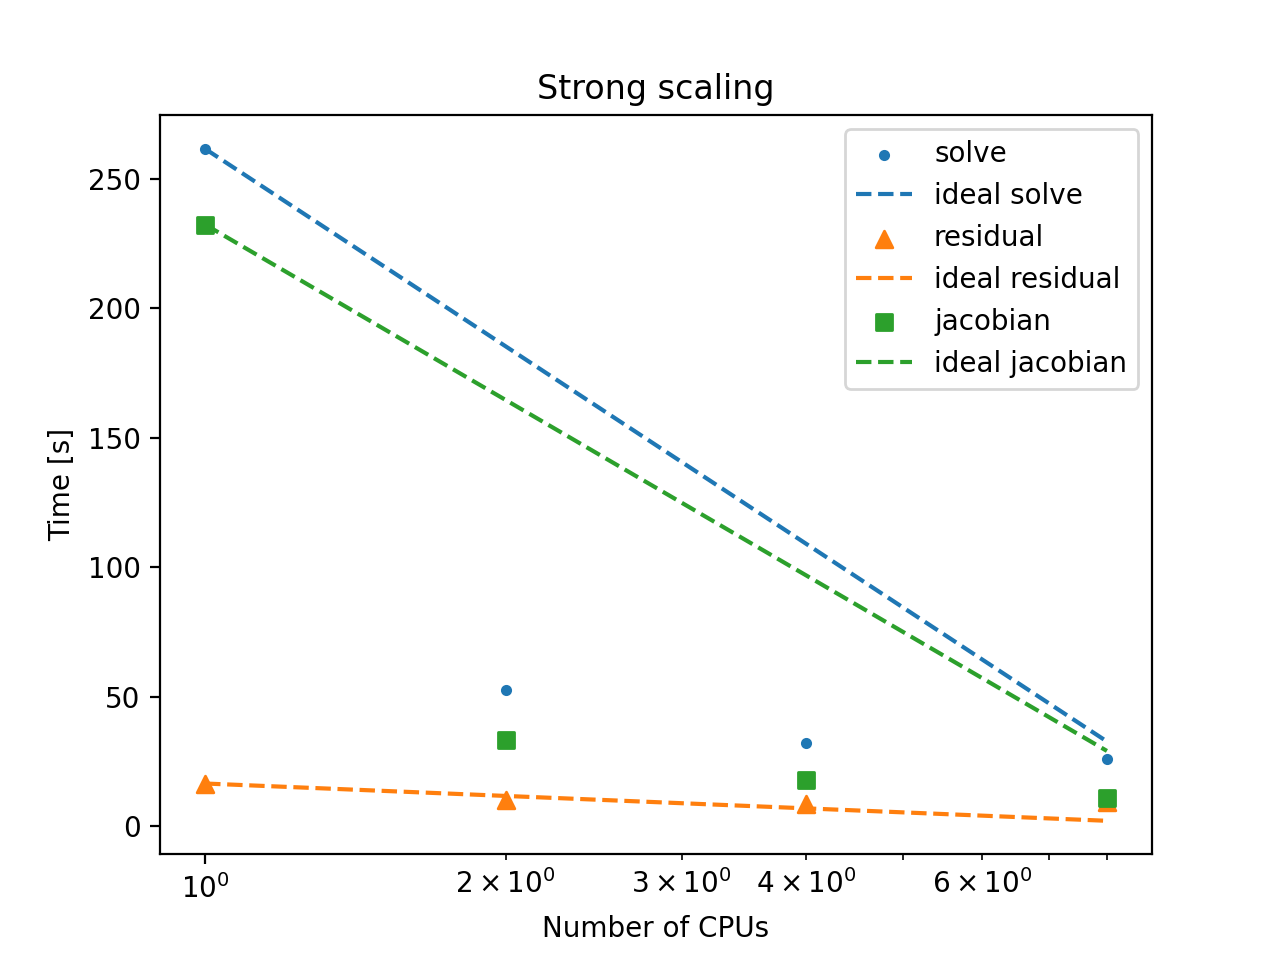 Strong scaling
solve
ideal solve
residual
ideal residual
jacobian
ideal jacobian
Time [s]
250
200
150
100
50
0
10⁰ 2 × 10⁰ 3 × 10⁰ 4 × 10⁰ 6 × 10⁰
Number of CPUs